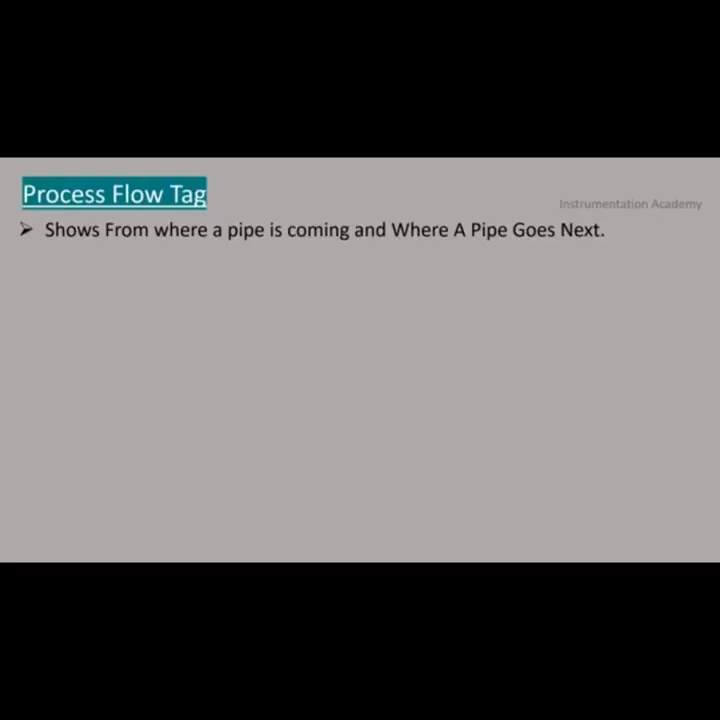 Process Flow Tag
Instrumentation Academy
➢ Shows From where a pipe is coming and Where A Pipe Goes Next.